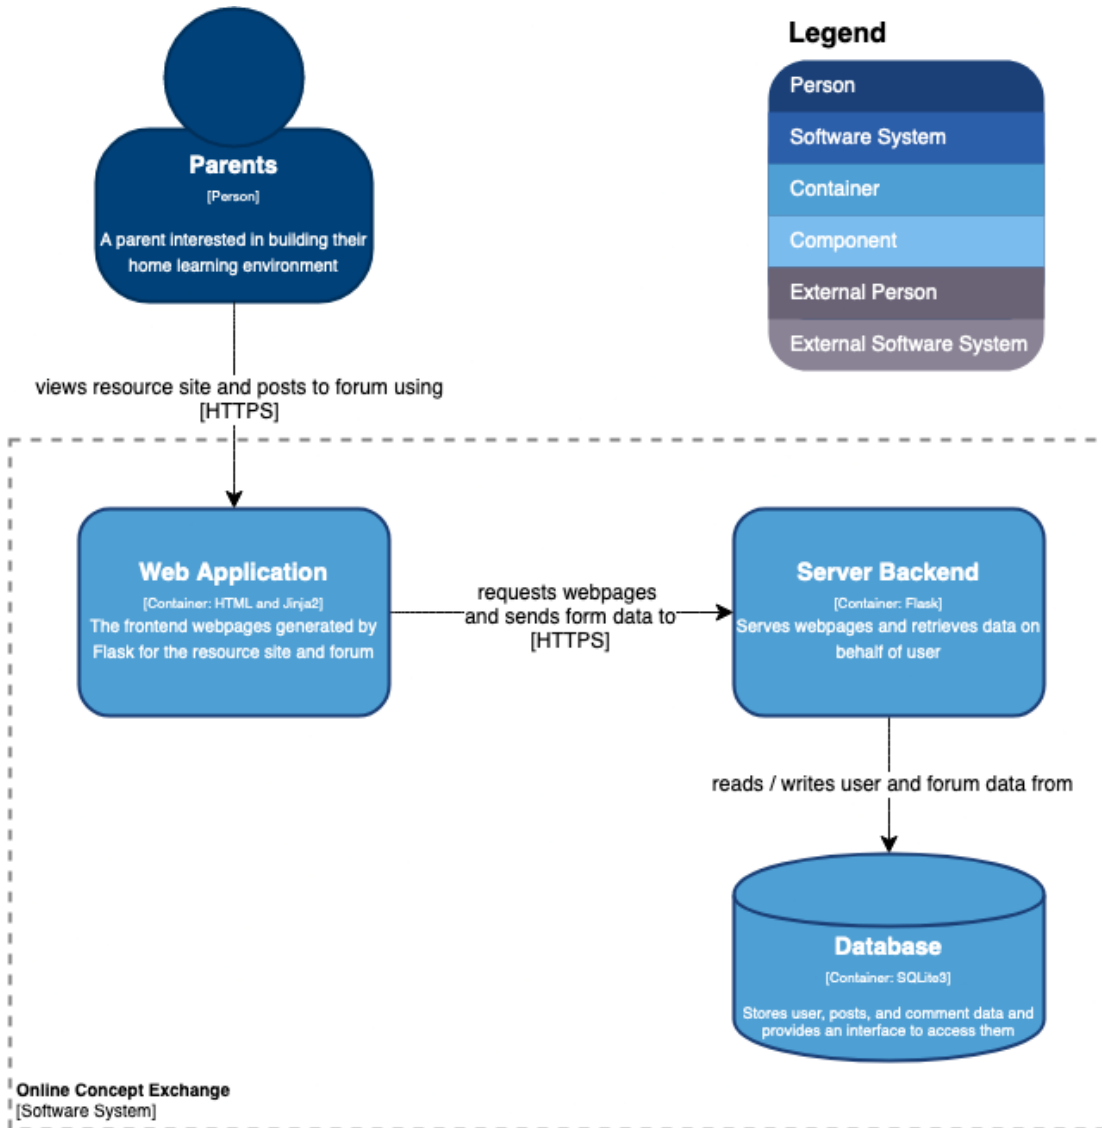 Legend
Person
Software System
Container
Component
External Person
External Software System
Parents
[Person]
A parent interested in building their
home learning environment
views resource site and posts to forum using
[HTTPS]
Web Application
[Container: HTML and Jinja2]
The frontend webpages generated by
Flask for the resource site and forum
requests webpages
and sends form data to
[HTTPS]
Server Backend
[Container: Flask]
Serves webpages and retrieves data on
behalf of user
reads / writes user and forum data from
Database
[Container: SQLite3]
Stores user, posts, and comment data and
provides an interface to access them
Online Concept Exchange
[Software System]